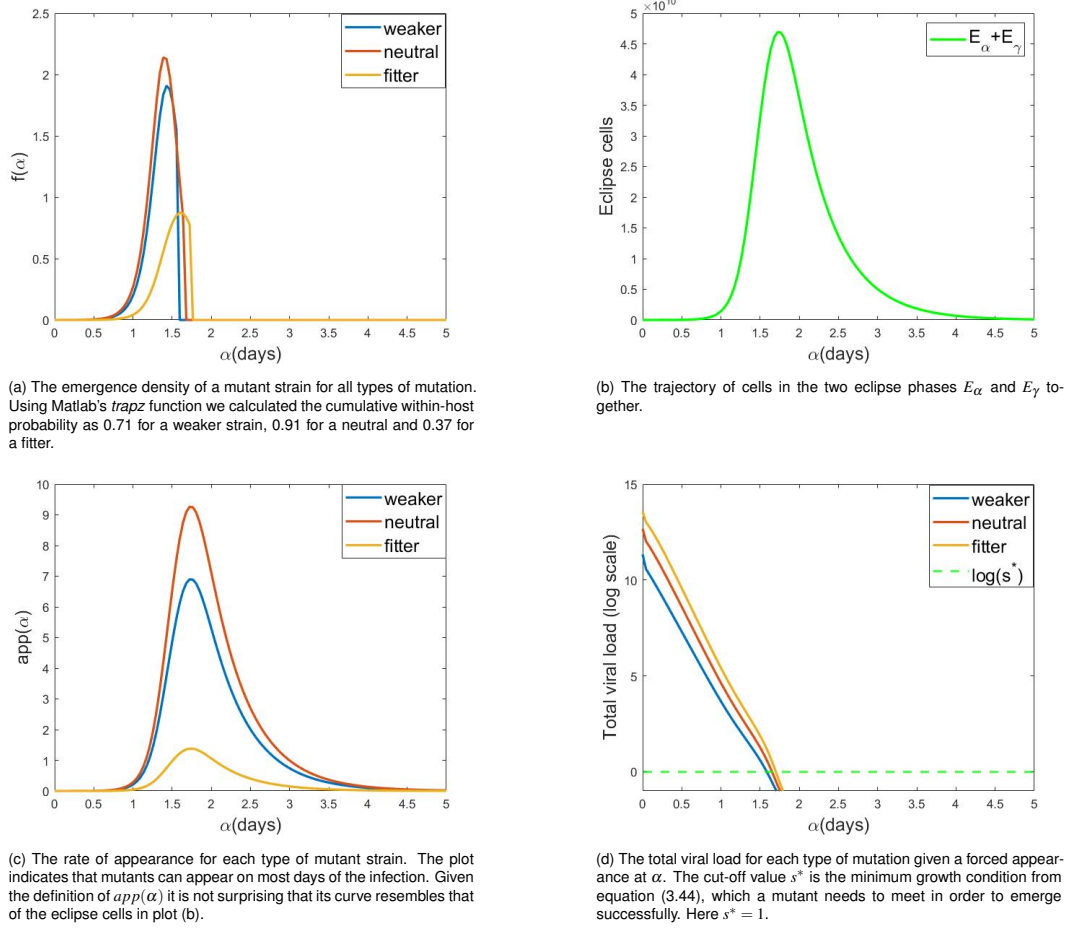 2.5
2
1.5
1
0.5
0
f(α)
weaker
neutral
fitter
0 0.5 1 1.5 2 2.5 3 3.5 4 4.5 5
α(days)
(a) The emergence density of a mutant strain for all types of mutation.
Using Matlab's trapz function we calculated the cumulative within-host
probability as 0.71 for a weaker strain, 0.91 for a neutral and 0.37 for
a fitter.
5
4.5
4
3.5
3
2.5
2
1.5
1
0.5
0
Eclipse cells
E_α+E_γ
0 0.5 1 1.5 2 2.5 3 3.5 4 4.5 5
α(days)
(b) The trajectory of cells in the two eclipse phases E_α and E_γ to-
gether.
10
9
8
7
6
5
4
3
2
1
0
app(α)
weaker
neutral
fitter
0 0.5 1 1.5 2 2.5 3 3.5 4 4.5 5
α(days)
(c) The rate of appearance for each type of mutant strain. The plot
indicates that mutants can appear on most days of the infection. Given
the definition of app(α) it is not surprising that its curve resembles that
of the eclipse cells in plot (b).
15
10
5
0
Total viral load (log scale)
weaker
neutral
fitter
log(s*)
0 0.5 1 1.5 2 2.5 3 3.5 4 4.5 5
α(days)
(d) The total viral load for each type of mutation given a forced appear-
ance at α. The cut-off value s* is the minimum growth condition from
equation (3.44), which a mutant needs to meet in order to emerge
successfully. Here s* = 1.